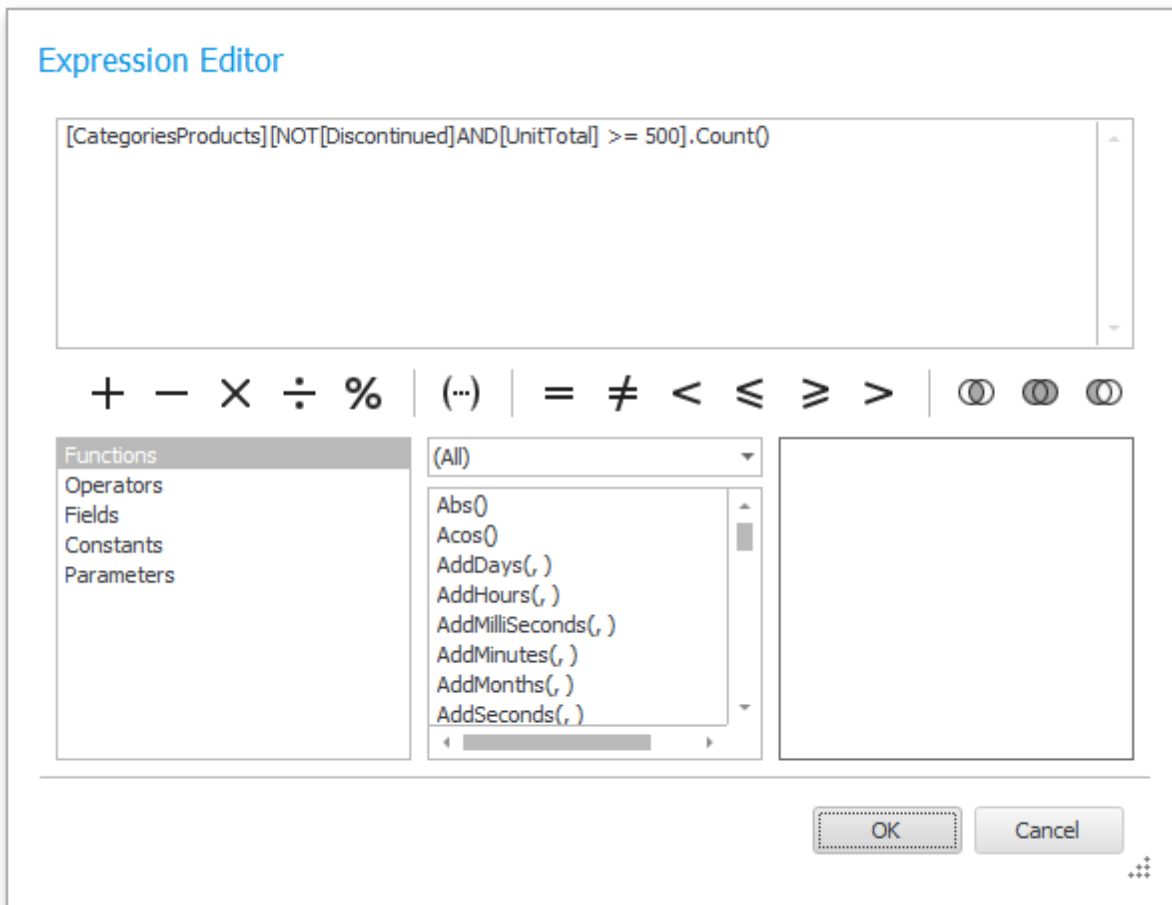 Expression Editor
[CategoriesProducts][NOT[Discontinued]AND[UnitTotal] >= 500].Count()
+ − × ÷ % (···) = ≠ < ⩽ ⩾ >
Functions
Operators
Fields
Constants
Parameters
(All)
Abs()
Acos()
AddDays(, )
AddHours(, )
AddMilliSeconds(, )
AddMinutes(, )
AddMonths(, )
AddSeconds(, )
OK
Cancel